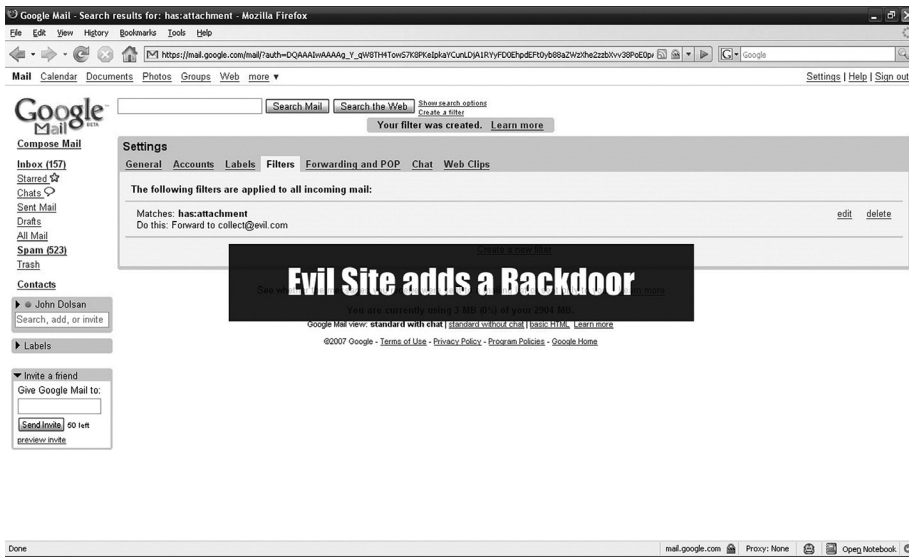 Google Mail - Search results for: has:attachment - Mozilla Firefox
File Edit View History Bookmarks Tools Help
Google
Mail Calendar Documents Photos Groups Web more ▼
Settings | Help | Sign out
Google Mail BETA
Search Mail Search the Web Show search options
Create a filter
Your filter was created. Learn more
Compose Mail
Inbox (157)
Starred
Chats
Sent Mail
Drafts
All Mail
Spam (523)
Trash
Contacts
John Dolsan
Search, add, or invite
Labels
Invite a friend
Give Google Mail to:
Send Invite 50 left
preview invite
Settings
General Accounts Labels Filters Forwarding and POP Chat Web Clips
The following filters are applied to all incoming mail:
Matches: has:attachment
Do this: Forward to collect@evil.com
edit delete
Create a new filter
Evil Site adds a Backdoor
You are currently using 3 MB (0%) of your 2904 MB.
Google Mail view: standard with chat | standard without chat | basic HTML Learn more
©2007 Google - Terms of Use - Privacy Policy - Program Policies - Google Home
Done
mail.google.com Proxy: None Open Notebook